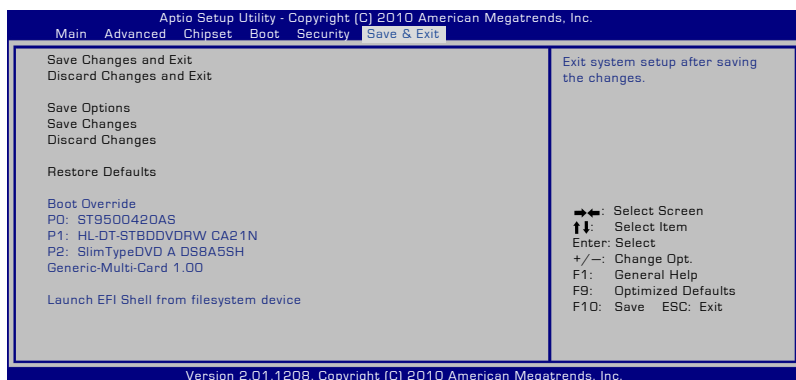 Aptio Setup Utility - Copyright (C) 2010 American Megatrends, Inc.
Main Advanced Chipset Boot Security Save & Exit
Save Changes and Exit
Discard Changes and Exit
Save Options
Save Changes
Discard Changes
Restore Defaults
Boot Override
P0: ST9500420AS
P1: HL-DT-STBDDVDRW CA21N
P2: SlimTypeDVD A DS8A5SH
Generic-Multi-Card 1.00
Launch EFI Shell from filesystem device
Exit system setup after saving
the changes.
→←: Select Screen
↑↓: Select Item
Enter: Select
+/—: Change Opt.
F1: General Help
F9: Optimized Defaults
F10: Save ESC: Exit
Version 2.01.1208. Copyright (C) 2010 American Megatrends, Inc.